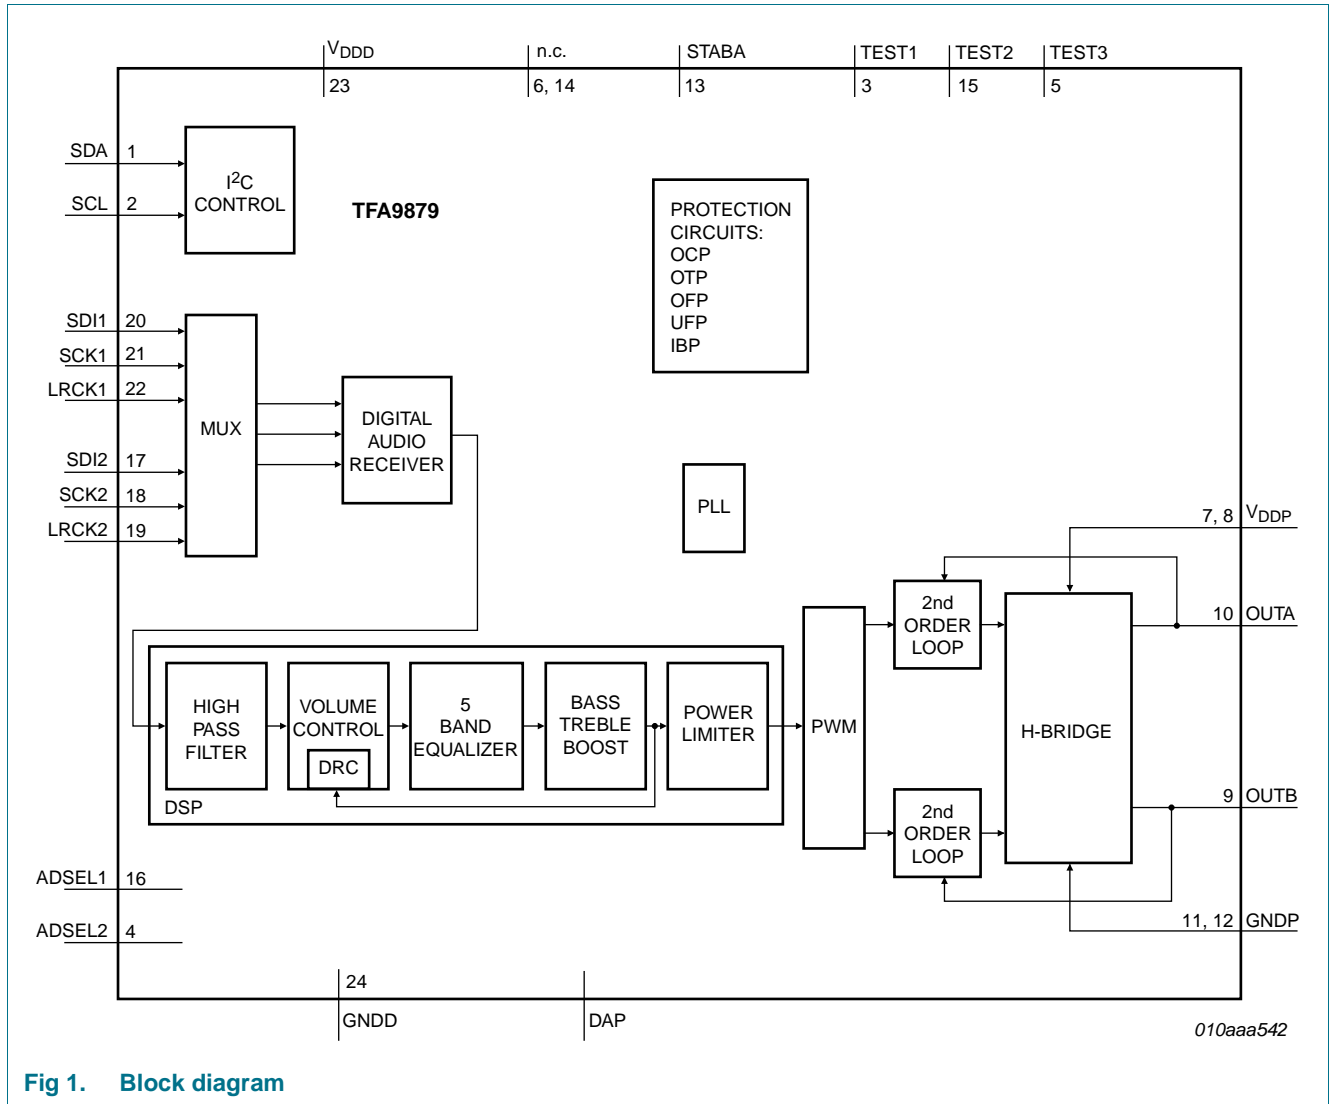 VDDD
n.c.
STABA
TEST1
TEST2
TEST3
23
6, 14
13
3
15
5
SDA
1
SCL
2
I2C
CONTROL
TFA9879
PROTECTION
CIRCUITS:
OCP
OTP
OFP
UFP
IBP
SDI1
20
SCK1
21
LRCK1
22
SDI2
17
SCK2
18
LRCK2
19
MUX
DIGITAL
AUDIO
RECEIVER
PLL
7, 8
VDDP
2nd
ORDER
LOOP
10
OUTA
H-BRIDGE
HIGH
PASS
FILTER
VOLUME
CONTROL
DRC
5
BAND
EQUALIZER
BASS
TREBLE
BOOST
POWER
LIMITER
DSP
PWM
9
OUTB
2nd
ORDER
LOOP
11, 12
GNDP
ADSEL1
16
ADSEL2
4
24
GNDD
DAP
010aaa542
Fig 1. Block diagram